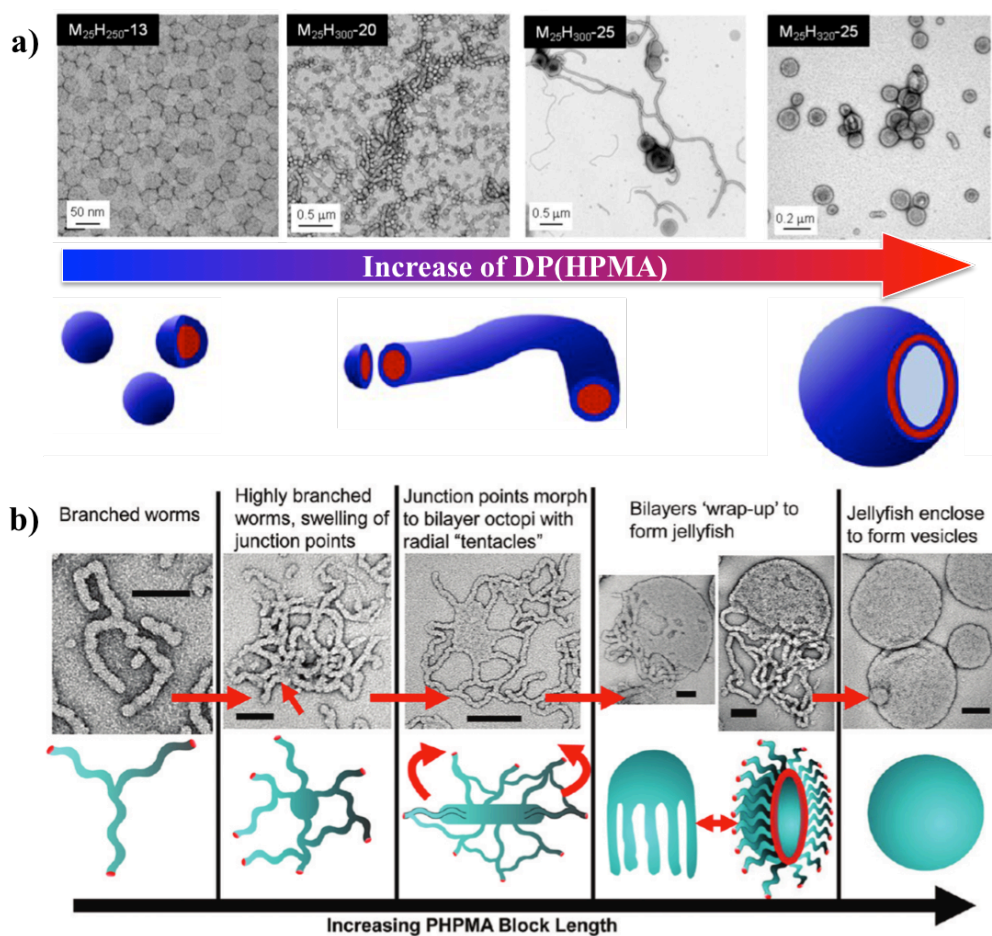 a)
M₂₅H₂₅₀-13
M₂₅H₃₀₀-20
M₂₅H₃₀₀-25
M₂₅H₃₂₀-25
50 nm
0.5 µm
0.5 µm
0.2 µm
Increase of DP(HPMA)
b)
Branched worms
Highly branched
worms, swelling of
junction points
Junction points morph
to bilayer octopi with
radial "tentacles"
Bilayers 'wrap-up' to
form jellyfish
Jellyfish enclose
to form vesicles
Increasing PHPMA Block Length